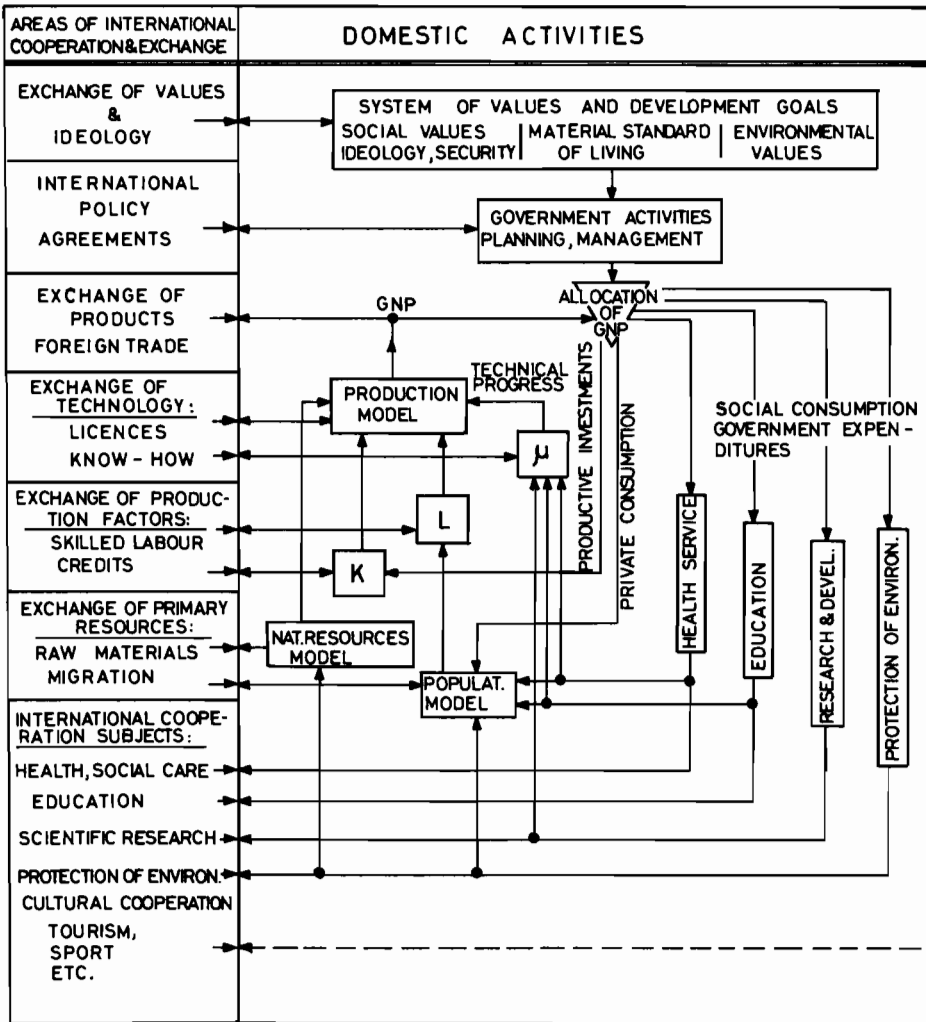 AREAS OF INTERNATIONAL
COOPERATION & EXCHANGE
DOMESTIC ACTIVITIES
EXCHANGE OF VALUES
&
IDEOLOGY
SYSTEM OF VALUES AND DEVELOPMENT GOALS
SOCIAL VALUES
IDEOLOGY, SECURITY
MATERIAL STANDARD
OF LIVING
ENVIRONMENTAL
VALUES
INTERNATIONAL
POLICY
AGREEMENTS
GOVERNMENT ACTIVITIES
PLANNING, MANAGEMENT
EXCHANGE OF
PRODUCTS
FOREIGN TRADE
GNP
ALLOCATION
OF
GNP
EXCHANGE OF
TECHNOLOGY:
LICENCES
KNOW - HOW
PRODUCTION
MODEL
TECHNICAL
PROGRESS
μ
PRODUCTIVE INVESTMENTS
PRIVATE CONSUMPTION
SOCIAL CONSUMPTION
GOVERNMENT EXPEN -
DITURES
EXCHANGE OF PRODUC-
TION FACTORS:
SKILLED LABOUR
CREDITS
L
K
HEALTH SERVICE
EDUCATION
RESEARCH & DEVEL.
PROTECTION OF ENVIRON.
EXCHANGE OF PRIMARY
RESOURCES:
RAW MATERIALS
MIGRATION
NAT. RESOURCES
MODEL
POPULAT.
MODEL
INTERNATIONAL COOPE-
RATION SUBJECTS:
HEALTH, SOCIAL CARE
EDUCATION
SCIENTIFIC RESEARCH
PROTECTION OF ENVIRON.
CULTURAL COOPERATION
TOURISM,
SPORT
ETC.